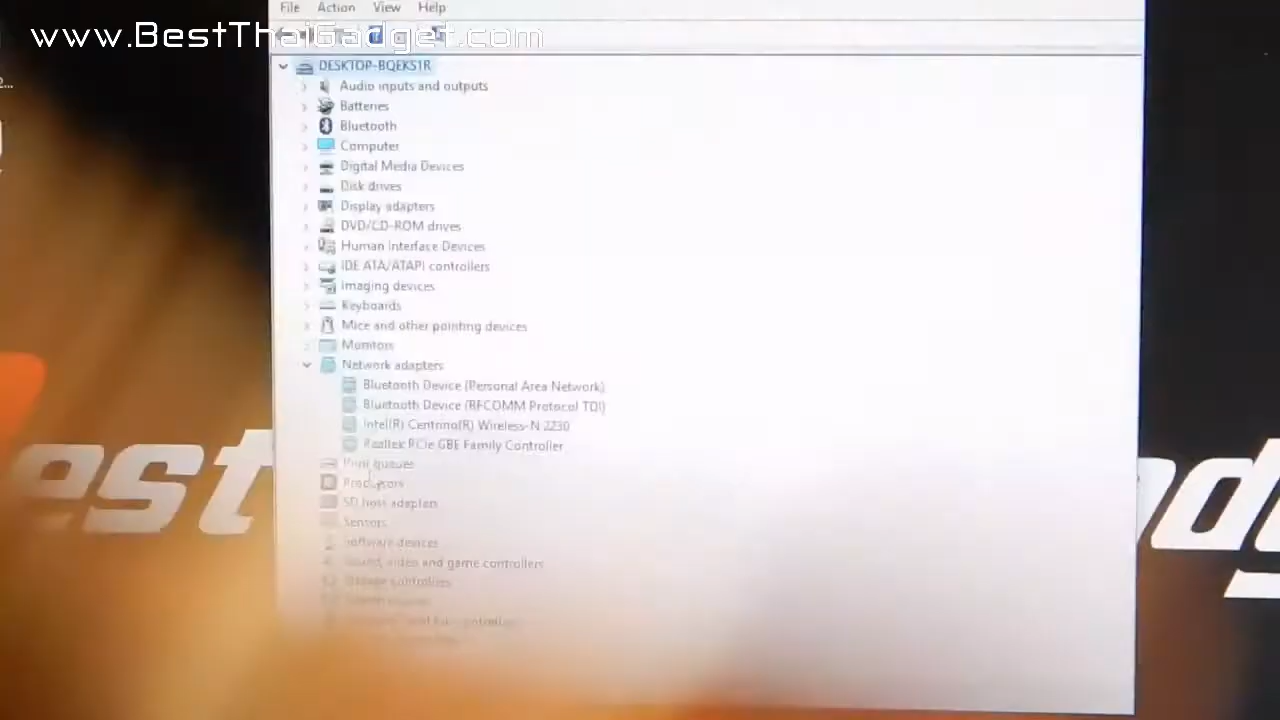 File Action View Help
www.BestThaiGadget.com
DESKTOP-BQEKS1R
Audio inputs and outputs
Batteries
Bluetooth
Computer
Digital Media Devices
Disk drives
Display adapters
DVD/CD-ROM drives
Human Interface Devices
IDE ATA/ATAPI controllers
Imaging devices
Keyboards
Mice and other pointing devices
Monitors
Network adapters
Bluetooth Device (Personal Area Network)
Bluetooth Device (RFCOMM Protocol TDI)
Intel(R) Centrino(R) Wireless-N 2230
Realtek PCIe GBE Family Controller
Print queues
Processors
SD host adapters
Sensors
Software devices
Sound, video and game controllers
Storage controllers
est